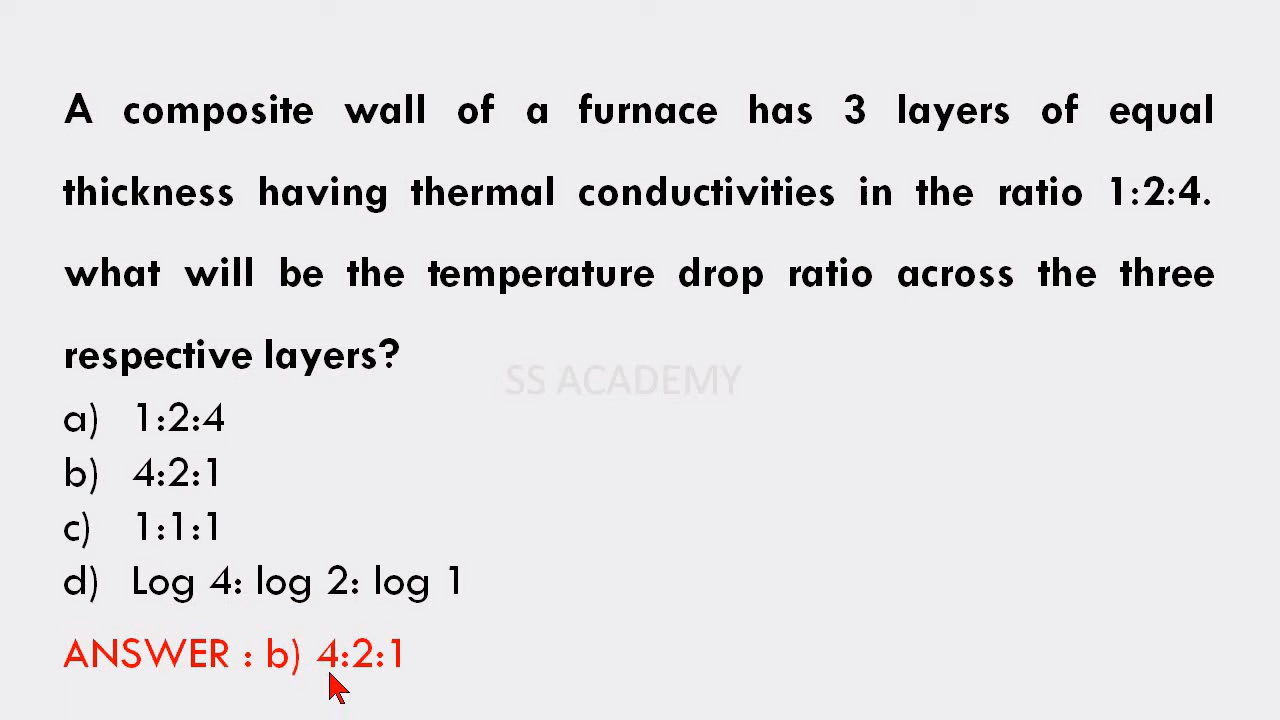 A composite wall of a furnace has 3 layers of equal
thickness having thermal conductivities in the ratio 1:2:4.
what will be the temperature drop ratio across the three
respective layers?
SS ACADEMY
a) 1:2:4
b) 4:2:1
c) 1:1:1
d) Log 4: log 2: log 1
ANSWER : b) 4:2:1